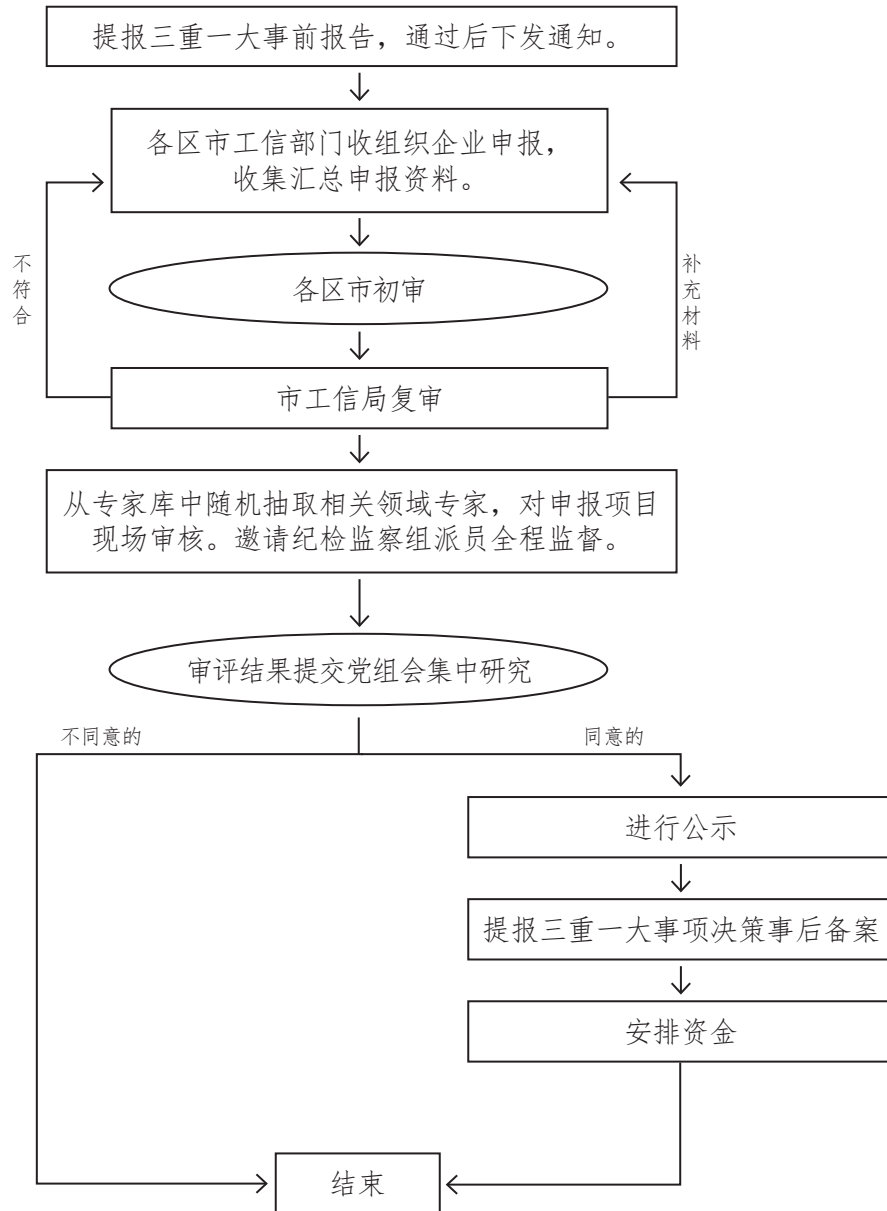 提报三重一大事前报告，通过后下发通知。
各区市工信部门收组织企业申报，
收集汇总申报资料。
不符合
补充材料
各区市初审
市工信局复审
从专家库中随机抽取相关领域专家，对申报项目
现场审核。邀请纪检监察组派员全程监督。
审评结果提交党组会集中研究
不同意的
同意的
进行公示
提报三重一大事项决策事后备案
安排资金
结束